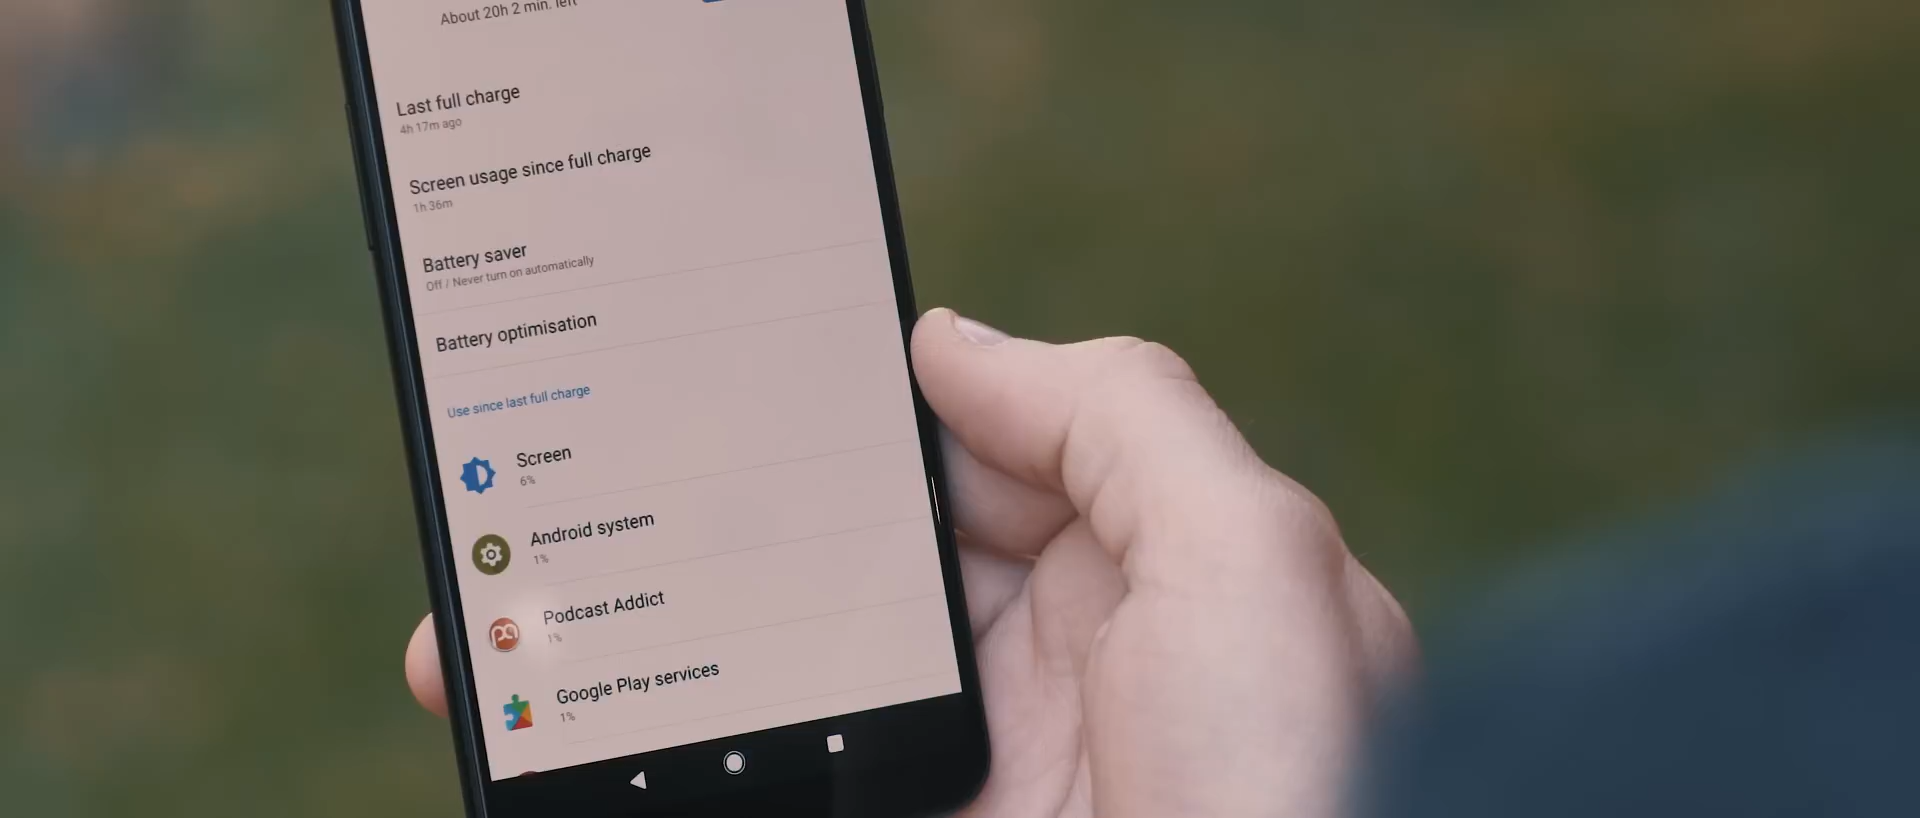 About 20h 2 min. left
Last full charge
4h 17m ago
Screen usage since full charge
1h 36m
Battery saver
Off / Never turn on automatically
Battery optimisation
Use since last full charge
Screen
6%
Android system
1%
Podcast Addict
1%
Google Play services
1%